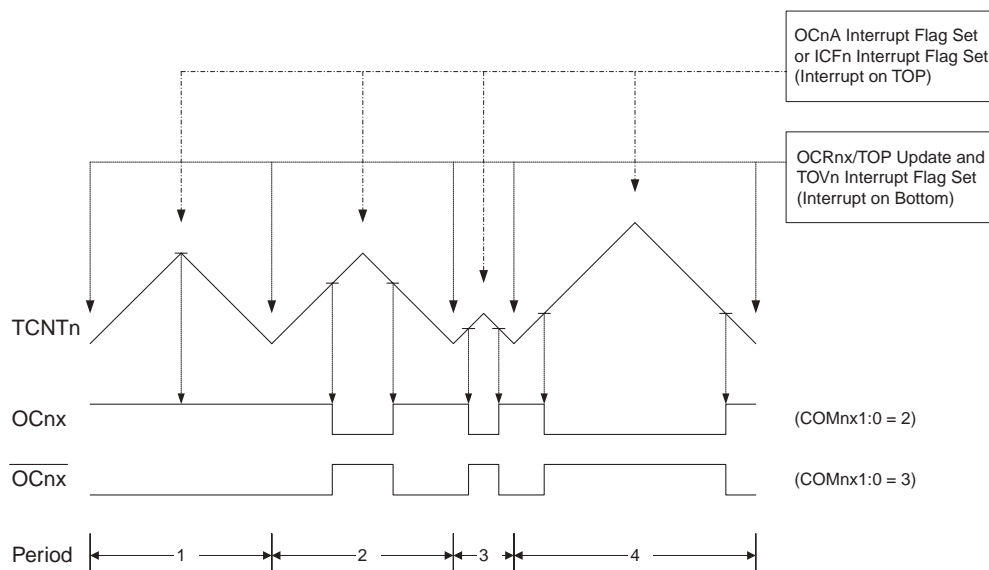 OCnA Interrupt Flag Set
or ICFn Interrupt Flag Set
(Interrupt on TOP)
OCRnx/TOP Update and
TOVn Interrupt Flag Set
(Interrupt on Bottom)
TCNTn
OCnx
(COMnx1:0 = 2)
OCnx
(COMnx1:0 = 3)
Period
1
2
3
4